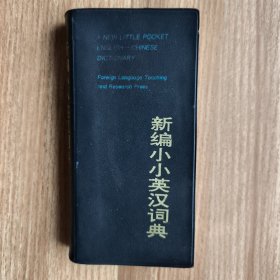 A NEW LITTLE POCKET
ENGLISH-CHINESE
DICTIONARY
Foreign Language Teaching
and Research Press
新编小小英汉词典